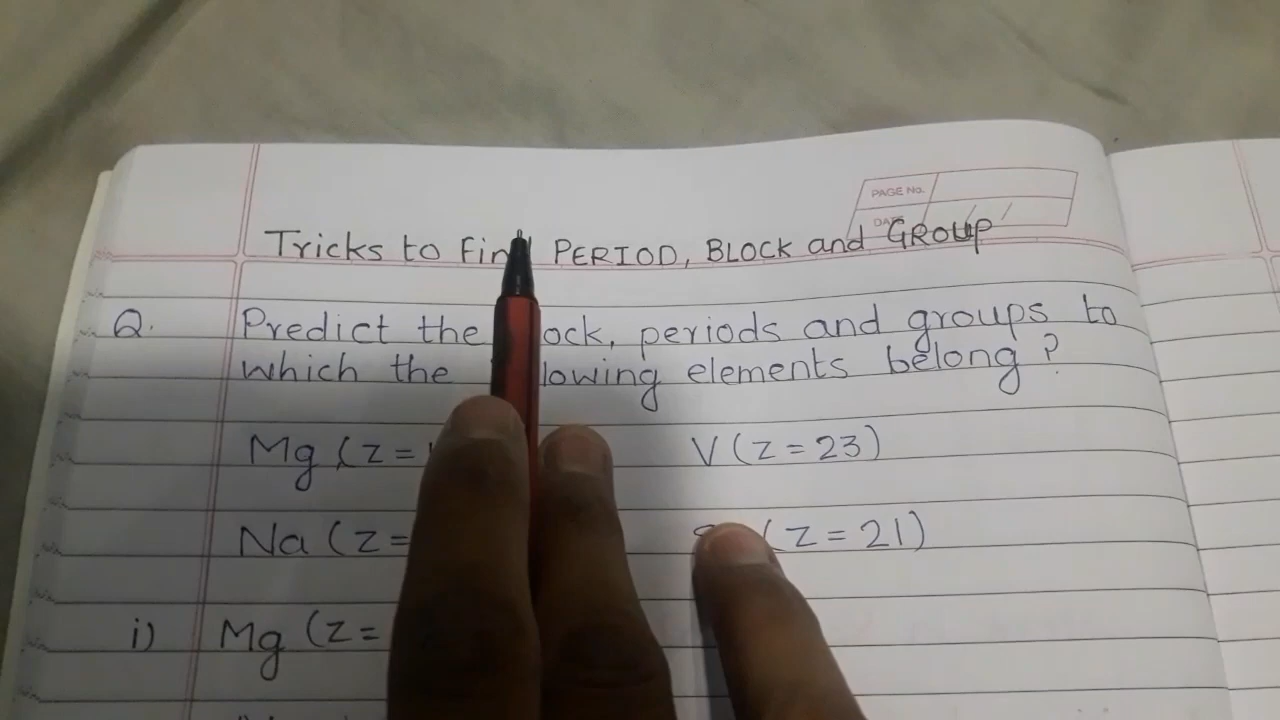 PAGE No.
DATE
Tricks to Find PERIOD, BLOCK and GROUP
Q. Predict the ock, periods and groups to
which the lowing elements belong?
Mg (Z = V (Z = 23)
Na (Z = (Z = 21)
i) Mg (Z =